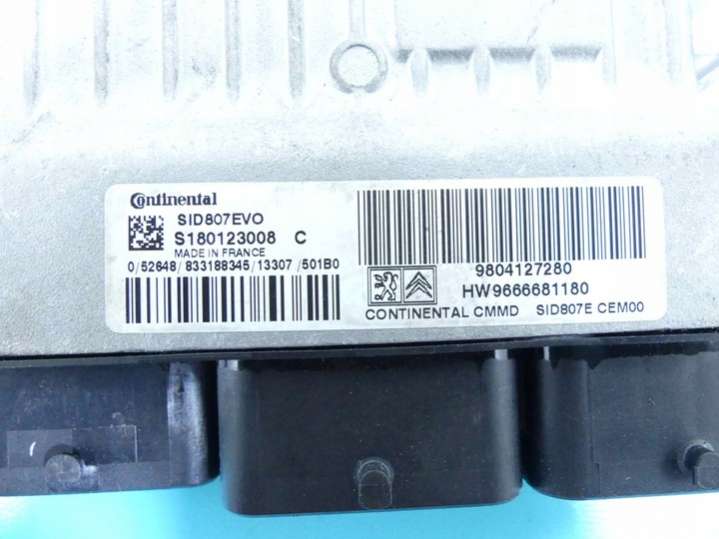 Continental
SID807EVO
S180123008 C
MADE IN FRANCE
0/52648/833188345/13307/501B0
9804127280
HW9666681180
CONTINENTAL CMMD SID807E CEM00